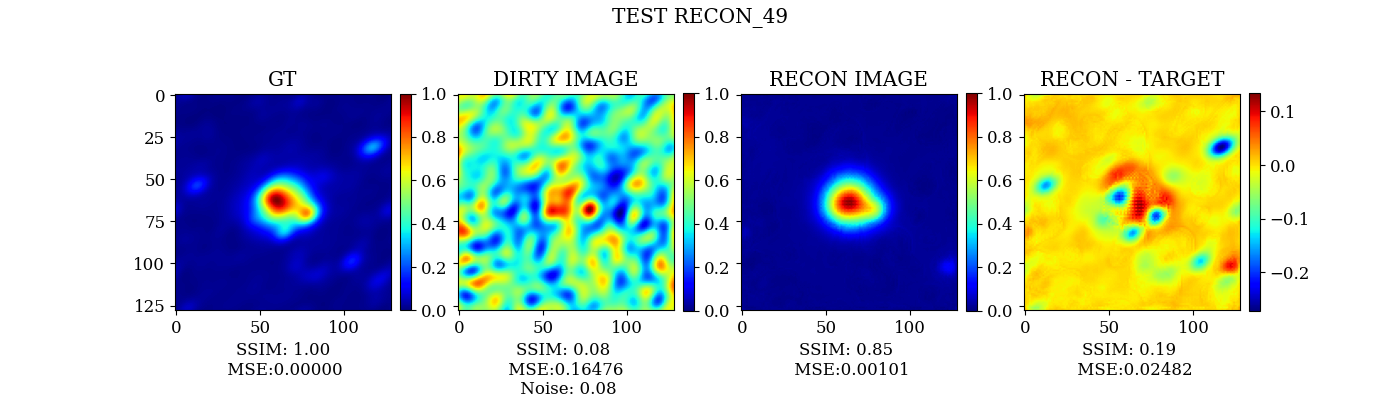 TEST RECON_49
GT
DIRTY IMAGE
RECON IMAGE
RECON - TARGET
0
25
50
75
100
125
0
50
100
0.0
0.2
0.4
0.6
0.8
1.0
0
50
100
0.0
0.2
0.4
0.6
0.8
1.0
0
50
100
0.0
0.2
0.4
0.6
0.8
1.0
0
50
100
0.1
0.0
−0.1
−0.2
SSIM: 1.00
MSE:0.00000
SSIM: 0.08
MSE:0.16476
Noise: 0.08
SSIM: 0.85
MSE:0.00101
SSIM: 0.19
MSE:0.02482